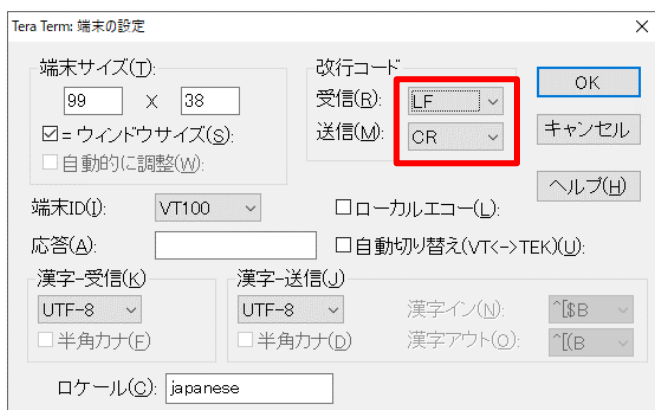 Tera Term: 端末の設定
端末サイズ(T):
99 X 38
☑= ウィンドウサイズ(S):
□自動的に調整(W):
改行コード
受信(R): LF
送信(M): CR
OK
キャンセル
ヘルプ(H)
端末ID(I): VT100
□ローカルエコー(L):
応答(A):
□自動切り替え(VT<->TEK)(U):
漢字-受信(K)
UTF-8
□半角カナ(F)
漢字-送信(J)
UTF-8
□半角カナ(D)
漢字イン(N): ^[$B
漢字アウト(O): ^[(B
ロケール(C): japanese